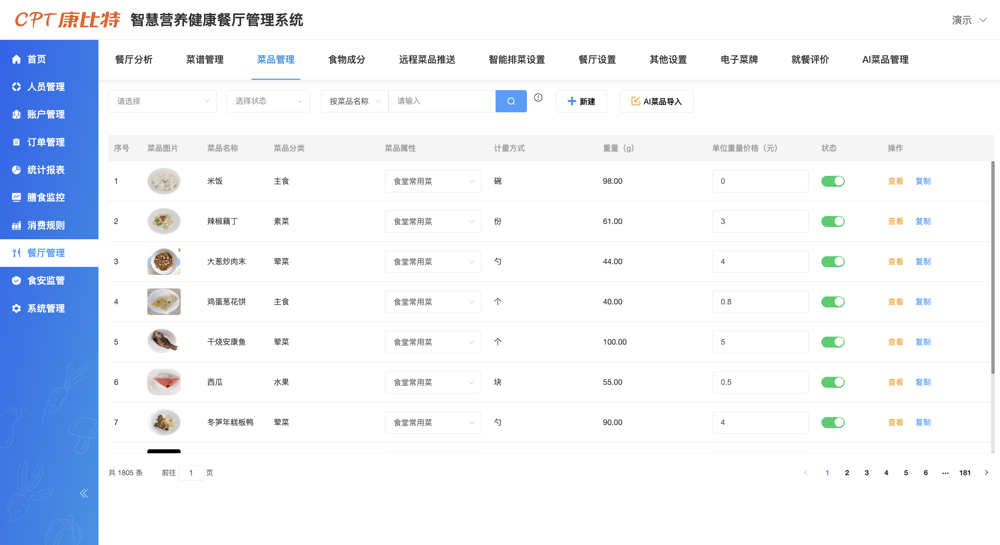 CPT康比特 智慧营养健康餐厅管理系统 演示
首页
人员管理
账户管理
订单管理
统计报表
膳食监控
消费规则
餐厅管理
食安监管
系统管理
餐厅分析 菜谱管理 菜品管理 食物成分 远程菜品推送 智能排菜设置 餐厅设置 其他设置 电子菜牌 就餐评价 AI菜品管理
请选择 选择状态 按菜品名称 请输入 新建 AI菜品导入
序号 菜品图片 菜品名称 菜品分类 菜品属性 计量方式 重量（g） 单位重量价格（元） 状态 操作
1 米饭 主食 食堂常用菜 碗 98.00 0 查看 复制
2 辣椒藕丁 素菜 食堂常用菜 份 61.00 3 查看 复制
3 大葱炒肉末 荤菜 食堂常用菜 勺 44.00 4 查看 复制
4 鸡蛋葱花饼 主食 食堂常用菜 个 40.00 0.8 查看 复制
5 干烧安康鱼 荤菜 食堂常用菜 个 100.00 5 查看 复制
6 西瓜 水果 食堂常用菜 块 55.00 0.5 查看 复制
7 冬笋年糕板鸭 荤菜 食堂常用菜 勺 90.00 4 查看 复制
共 1805 条 前往 1 页 1 2 3 4 5 6 ••• 181